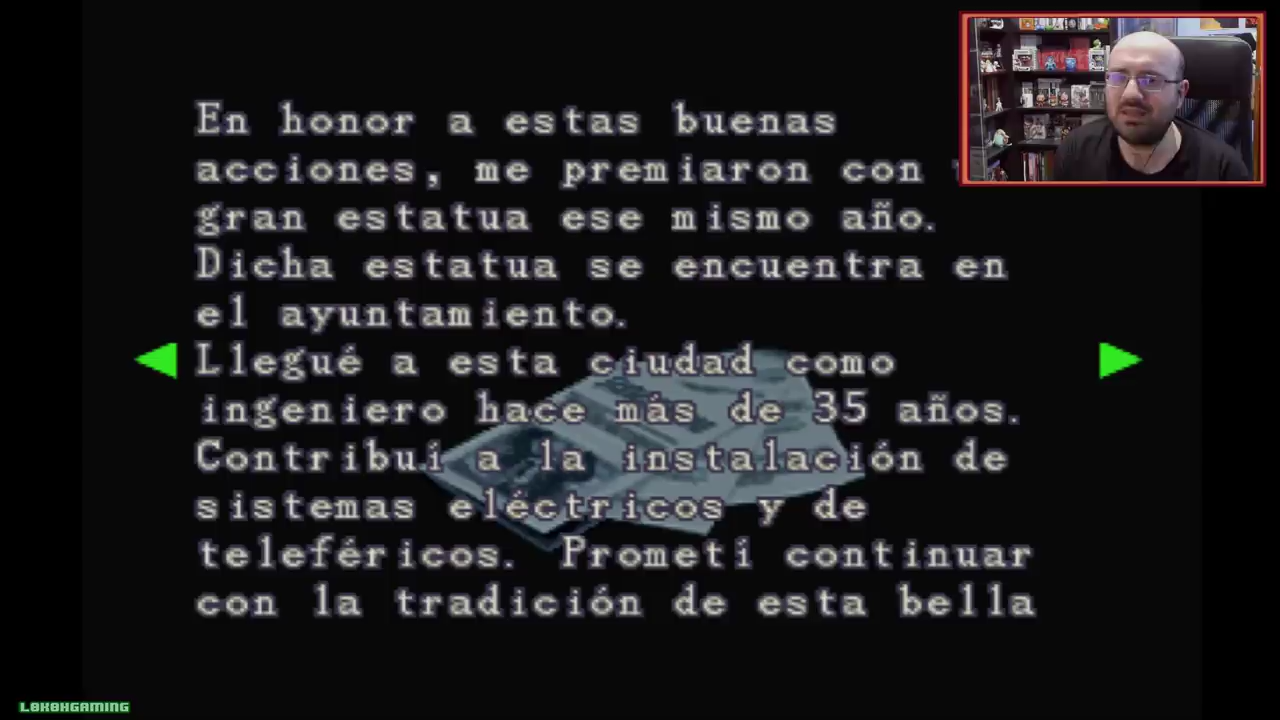 En honor a estas buenas
acciones, me premiaron con
gran estatua ese mismo año.
Dicha estatua se encuentra en
el ayuntamiento.
Llegué a esta ciudad como
ingeniero hace más de 35 años.
Contribuí a la instalación de
sistemas eléctricos y de
teleféricos. Prometí continuar
con la tradición de esta bella
L0K0XGAMING